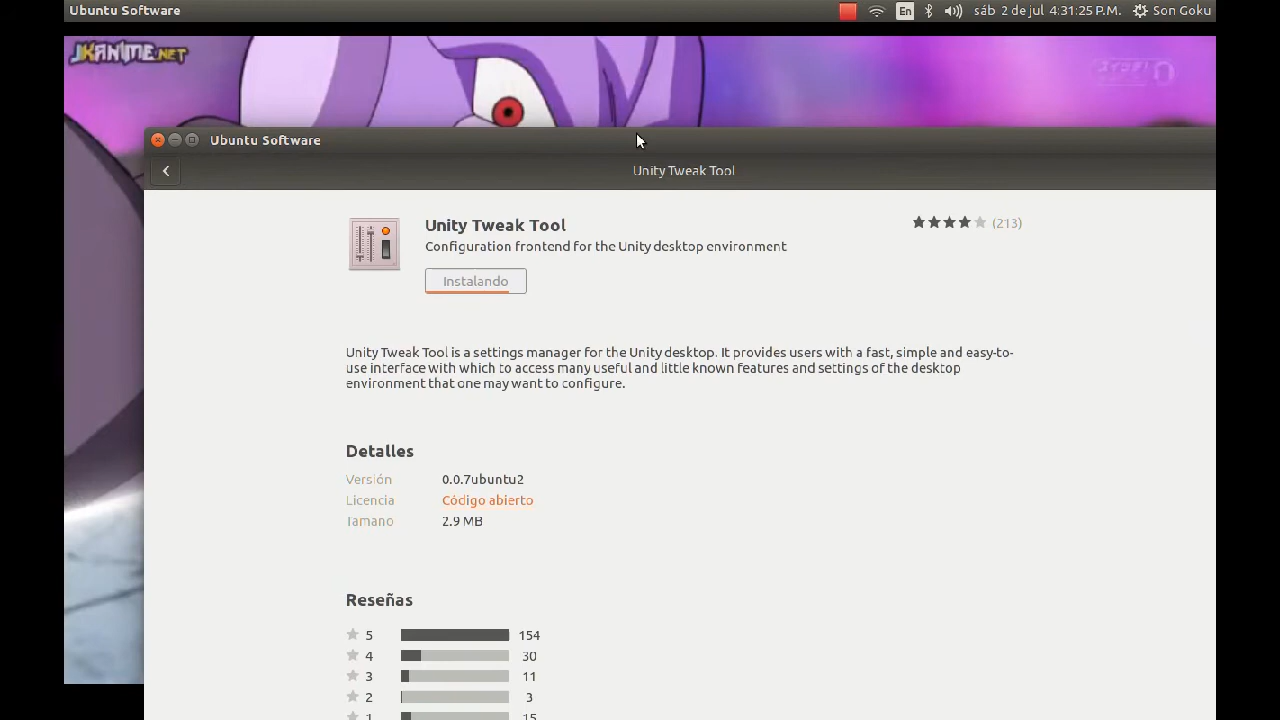 Ubuntu Software
En
sáb 2 de jul 4:31:25 P.M.
Son Goku
JKANIME.NET
Ubuntu Software
Unity Tweak Tool
Unity Tweak Tool
(213)
Configuration frontend for the Unity desktop environment
Instalando
Unity Tweak Tool is a settings manager for the Unity desktop. It provides users with a fast, simple and easy-to-
use interface with which to access many useful and little known features and settings of the desktop
environment that one may want to configure.
Detalles
Versión 0.0.7ubuntu2
Licencia Código abierto
Tamano 2.9 MB
Reseñas
5 154
4 30
3 11
2 3
1 15